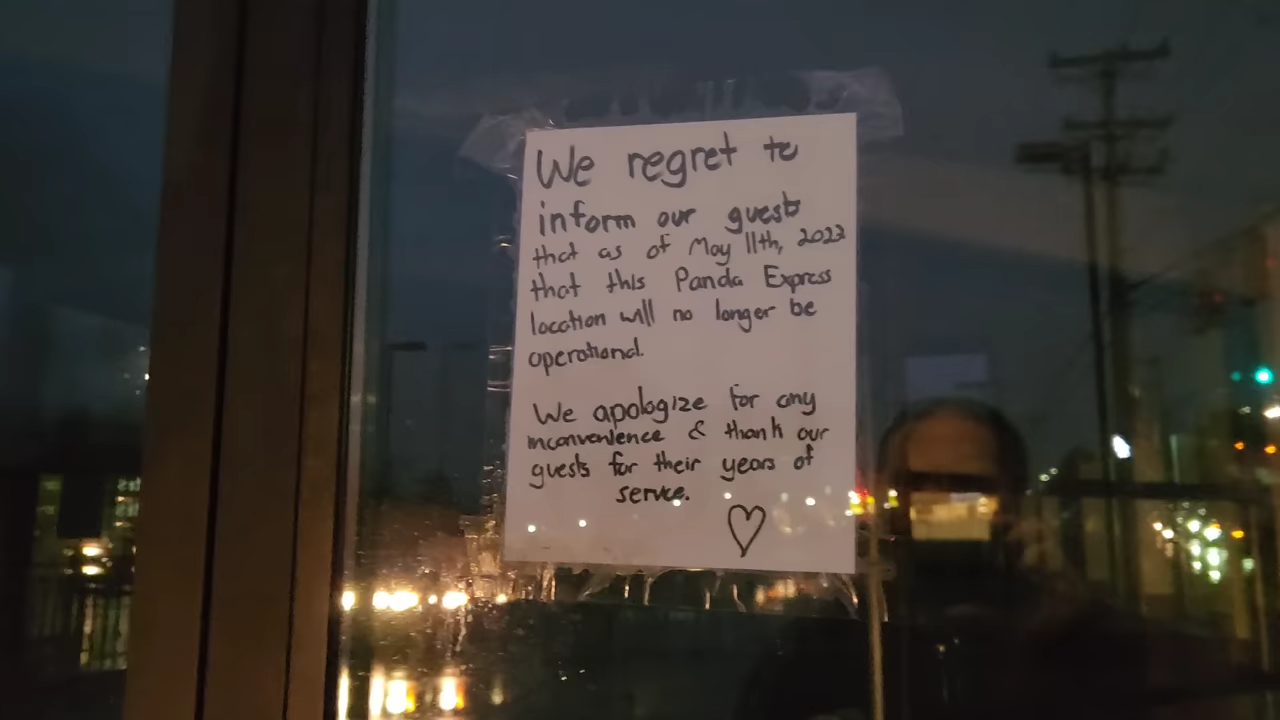 We regret to
inform our guests
that as of May 11th, 2023
that this Panda Express
location will no longer be
operational.
We apologize for any
inconvenience & thank our
guests for their years of
service.